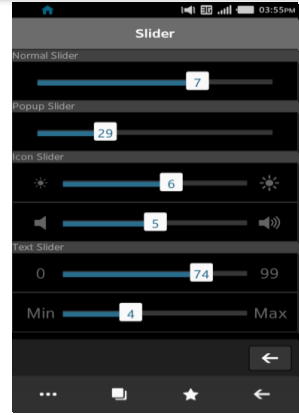 3G 03:55PM
Slider
Normal Slider
7
Popup Slider
29
Icon Slider
6
5
Text Slider
0 74 99
Min 4 Max